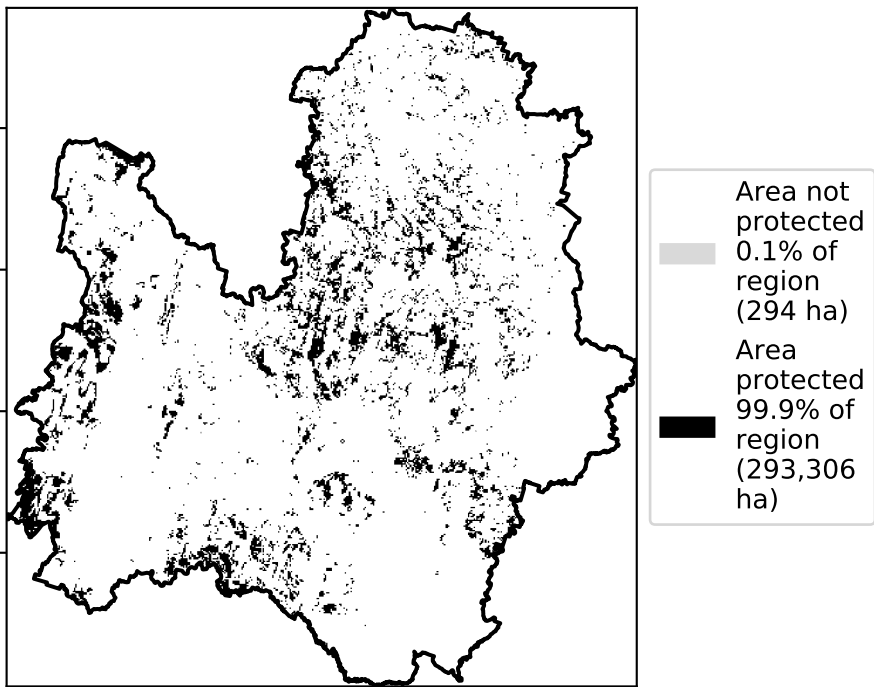 Area not
protected
0.1% of
region
(294 ha)
Area
protected
99.9% of
region
(293,306
ha)